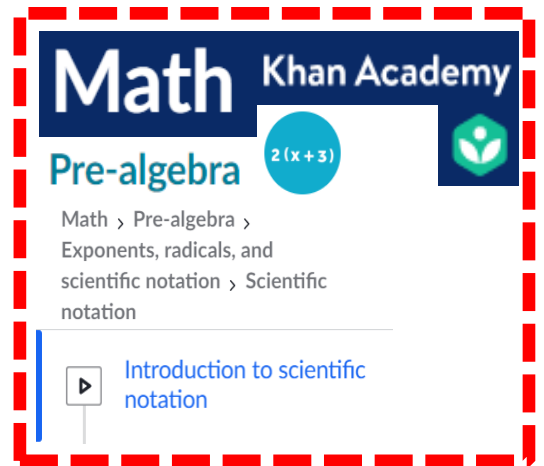 Math
Khan Academy
Pre-algebra
2(x+3)
Math > Pre-algebra >
Exponents, radicals, and
scientific notation > Scientific
notation
Introduction to scientific
notation